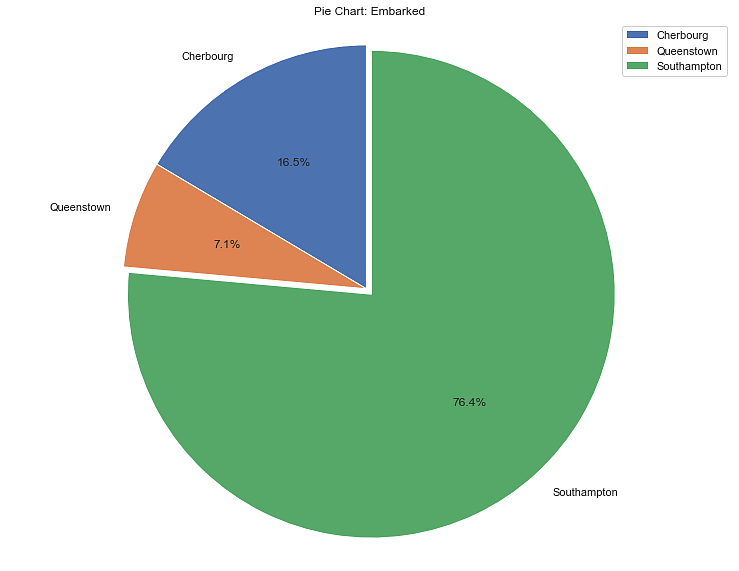 Pie Chart: Embarked
Cherbourg
Queenstown
Southampton
Cherbourg
16.5%
Queenstown
7.1%
76.4%
Southampton